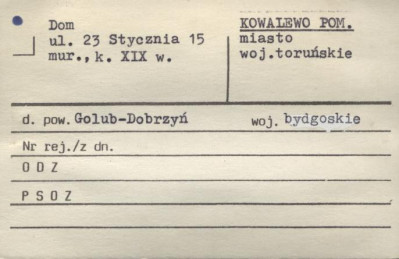 Dom
ul. 23 Stycznia 15
mur., k. XIX w.
KOWALEWO POM.
miasto
woj.toruńskie
d. pow. Golub-Dobrzyń woj. bydgoskie
Nr rej./z dn.
O D Z
P S O Z